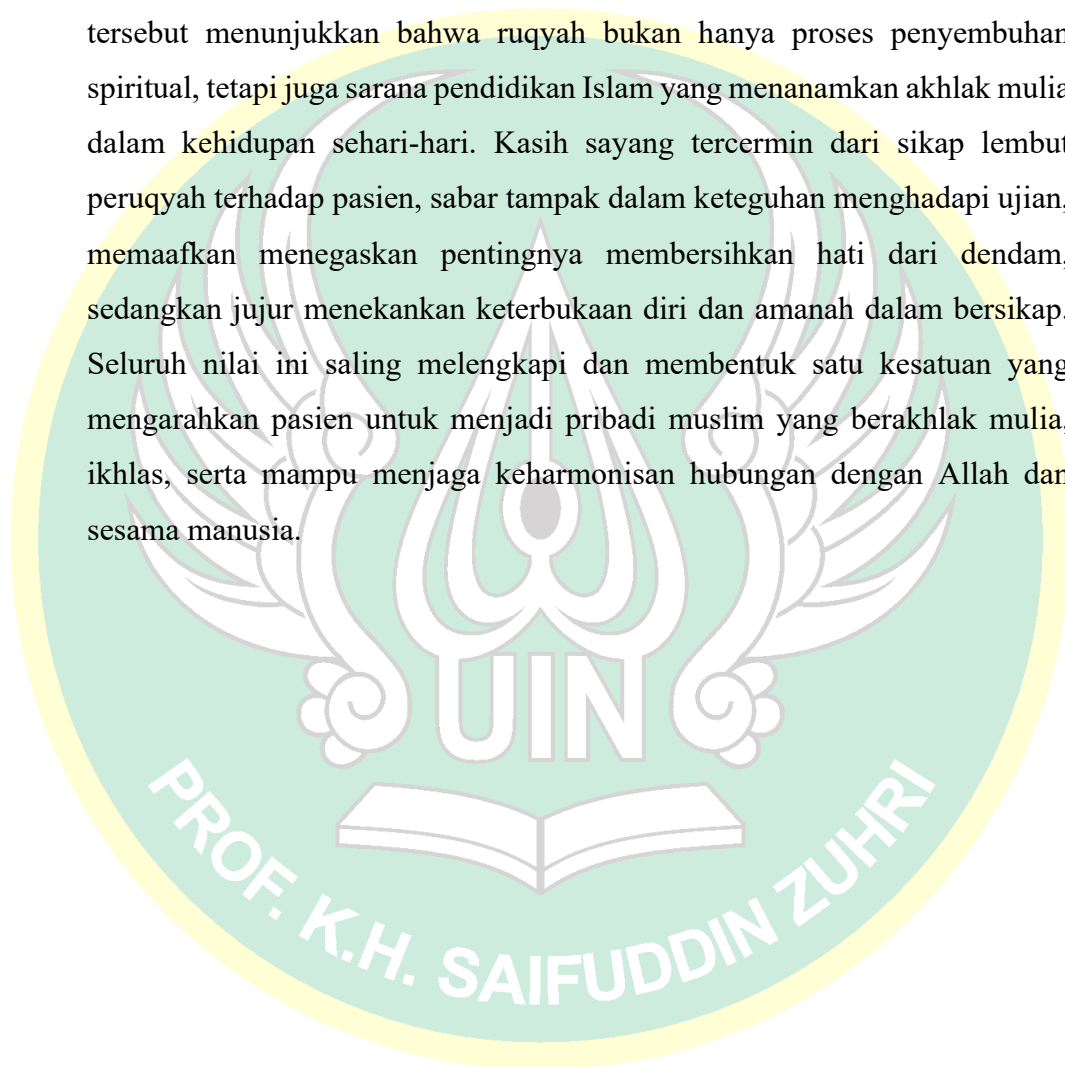 tersebut menunjukkan bahwa ruqyah bukan hanya proses penyembuhan
spiritual, tetapi juga sarana pendidikan Islam yang menanamkan akhlak mulia
dalam kehidupan sehari-hari. Kasih sayang tercermin dari sikap lembut
peruqyah terhadap pasien, sabar tampak dalam keteguhan menghadapi ujian,
memaafkan menegaskan pentingnya membersihkan hati dari dendam,
sedangkan jujur menekankan keterbukaan diri dan amanah dalam bersikap.
Seluruh nilai ini saling melengkapi dan membentuk satu kesatuan yang
mengarahkan pasien untuk menjadi pribadi muslim yang berakhlak mulia,
ikhlas, serta mampu menjaga keharmonisan hubungan dengan Allah dan
sesama manusia.
UIN
PROF. K.H. SAIFUDDIN ZUHRI